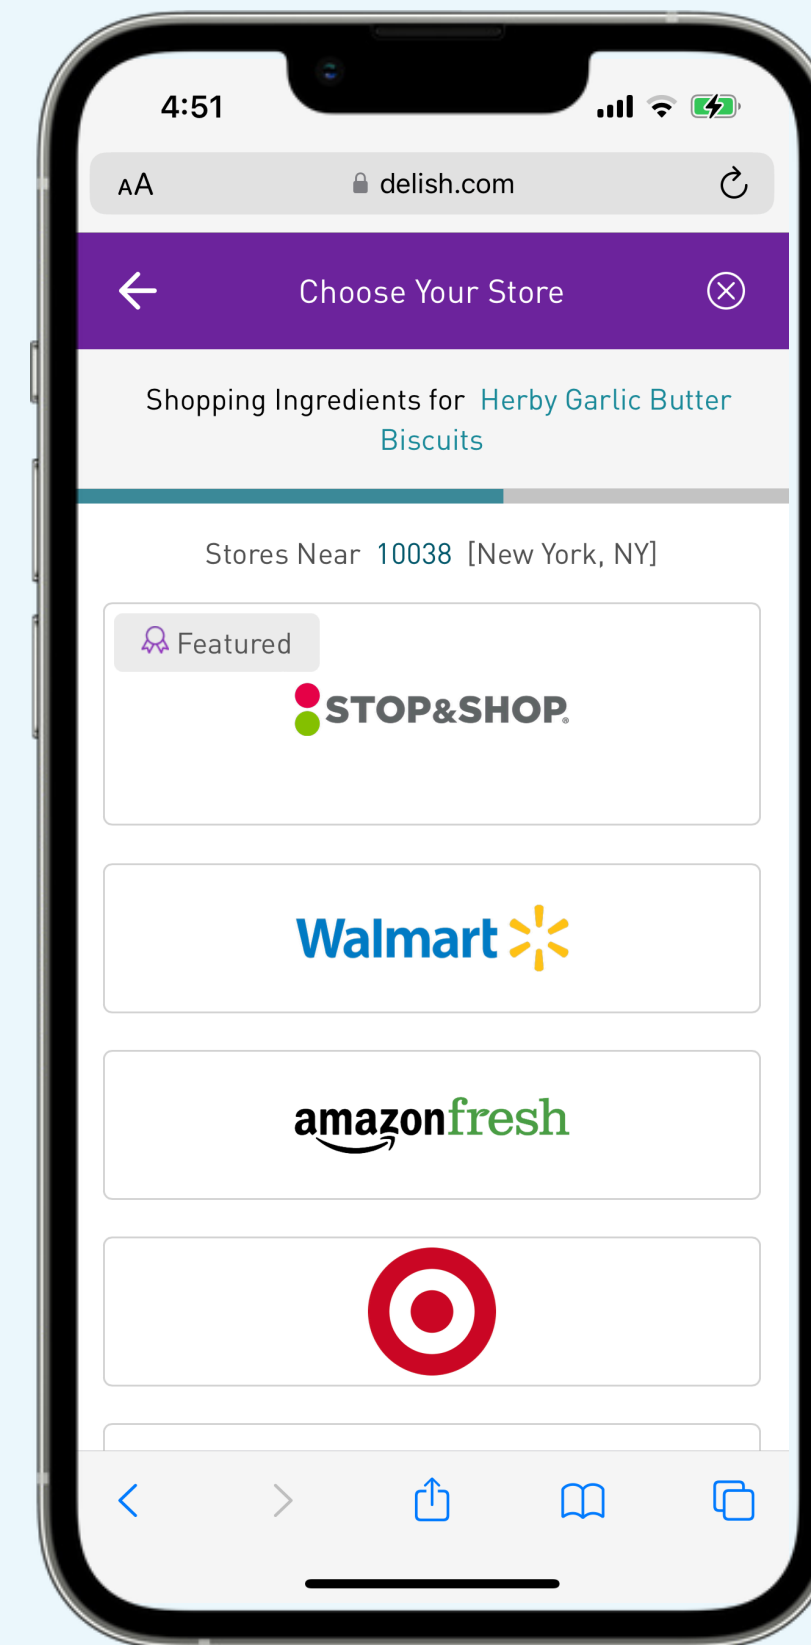 4:51
AA delish.com
Choose Your Store
Shopping Ingredients for Herby Garlic Butter
Biscuits
Stores Near 10038 [New York, NY]
Featured
STOP&SHOP®
Walmart
amazonfresh